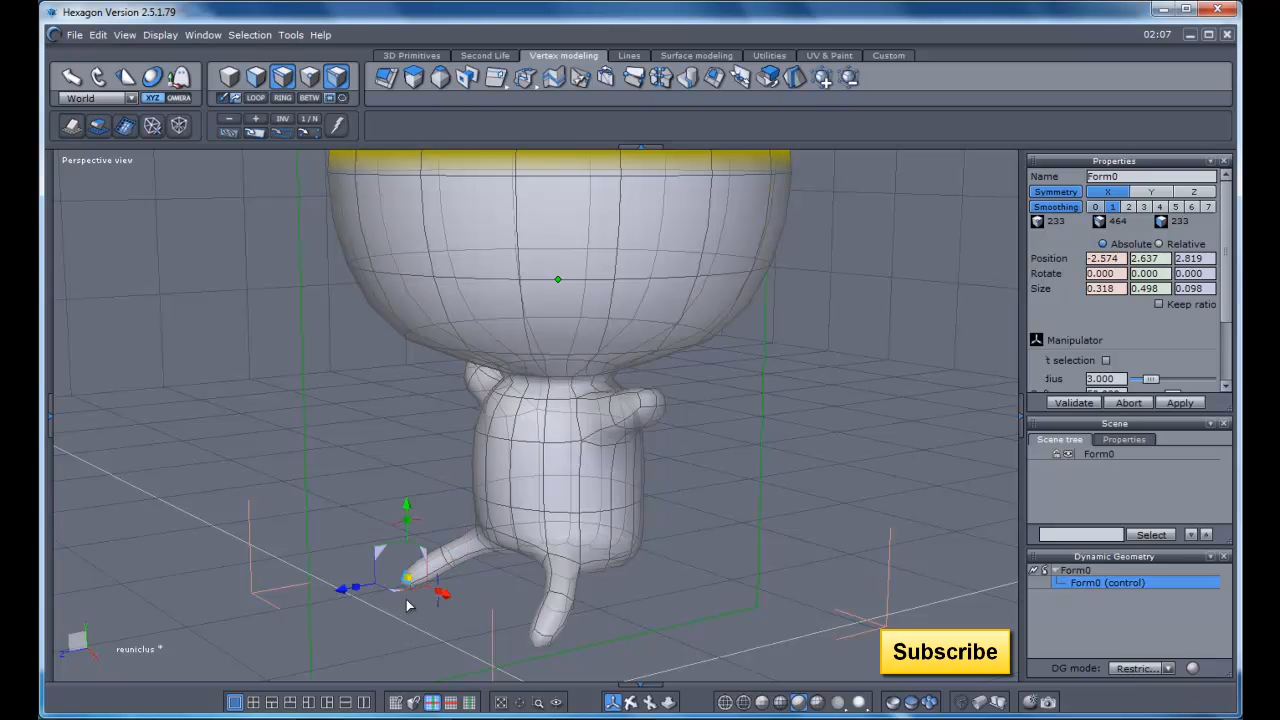 Hexagon Version 2.5.1.79
File Edit View Display Window Selection Tools Help
02:07
3D Primitives Second Life Vertex modeling Lines Surface modeling Utilities UV & Paint Custom
World XYZ CAMERA LOOP RING BETW
- + INV 1 / N
Perspective view
Properties
Name Form0
Symmetry X Y Z
Smoothing 0 1 2 3 4 5 6 7
233 464 233
Absolute Relative
Position -2.574 2.637 2.819
Rotate 0.000 0.000 0.000
Size 0.318 0.498 0.098
Keep ratio
Manipulator
t selection
dius 3.000
Validate Abort Apply
Scene
Scene tree Properties
Form0
Select
Dynamic Geometry
Form0
Form0 (control)
Subscribe
reuniclus *
DG mode: Restric...